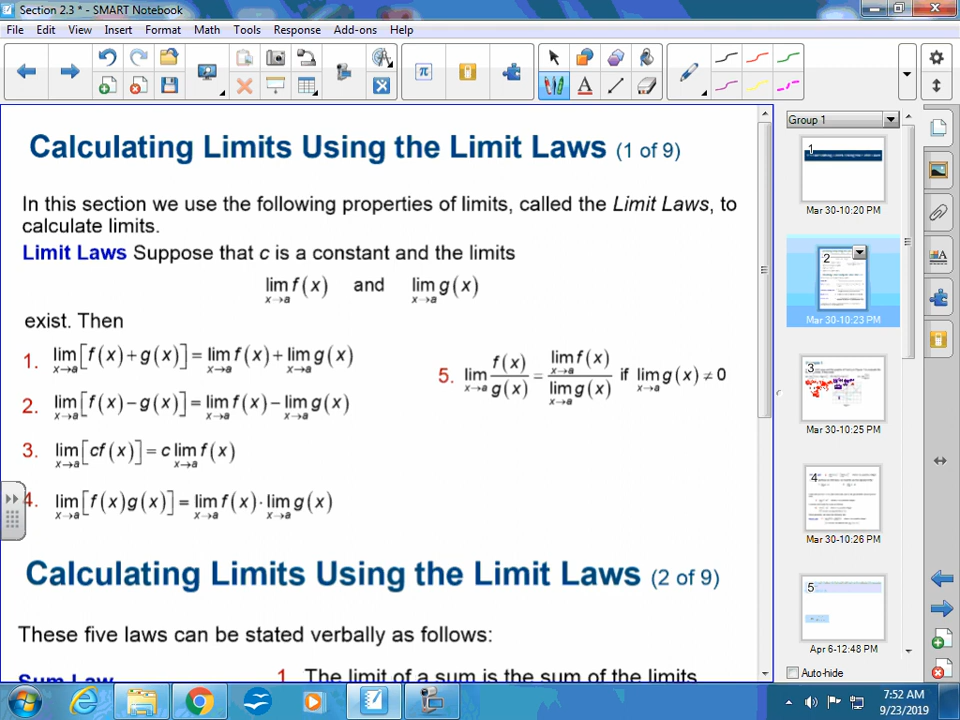 Section 2.3 * - SMART Notebook
File Edit View Insert Format Math Tools Response Add-ons Help
Calculating Limits Using the Limit Laws (1 of 9)
In this section we use the following properties of limits, called the Limit Laws, to
calculate limits.
Limit Laws Suppose that c is a constant and the limits
lim f(x) and lim g(x)
x→a x→a
exist. Then
1. lim[f(x)+g(x)] = lim f(x) + lim g(x)
x→a x→a x→a
2. lim[f(x)−g(x)] = lim f(x) − lim g(x)
x→a x→a x→a
3. lim[cf(x)] = c lim f(x)
x→a x→a
4. lim[f(x)g(x)] = lim f(x) · lim g(x)
x→a x→a x→a
5. lim f(x)/g(x) = lim f(x) / lim g(x) if lim g(x) ≠ 0
x→a x→a x→a x→a
Calculating Limits Using the Limit Laws (2 of 9)
These five laws can be stated verbally as follows:
Sum Law 1. The limit of a sum is the sum of the limits
Group 1
1
Mar 30-10:20 PM
2
Mar 30-10:23 PM
3
Mar 30-10:25 PM
4
Mar 30-10:26 PM
5
Apr 6-12:48 PM
Auto-hide
7:52 AM
9/23/2019